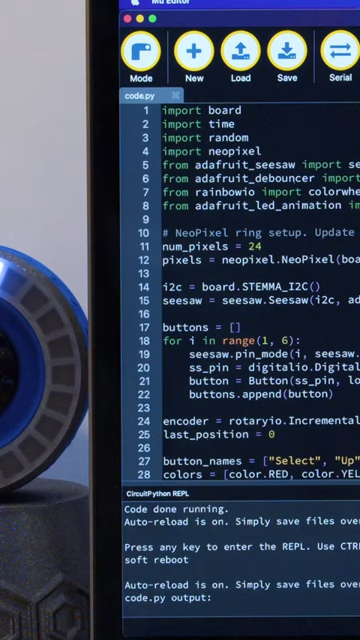 Mu Editor
Mode
New
Load
Save
Serial
code.py
1 import board
2 import time
3 import random
4 import neopixel
5 from adafruit_seesaw import se
6 from adafruit_debouncer import
7 from rainbowio import colorwhe
8 from adafruit_led_animation im
9
10 # NeoPixel ring setup. Update
11 num_pixels = 24
12 pixels = neopixel.NeoPixel(boa
13
14 i2c = board.STEMMA_I2C()
15 seesaw = seesaw.Seesaw(i2c, ad
16
17 buttons = []
18 for i in range(1, 6):
19 seesaw.pin_mode(i, seesaw.
20 ss_pin = digitalio.Digital
21 button = Button(ss_pin, lo
22 buttons.append(button)
23
24 encoder = rotaryio.Incremental
25 last_position = 0
26
27 button_names = ["Select", "Up"
28 colors = [color.RED, color.YEL
CircuitPython REPL
Code done running.
Auto-reload is on. Simply save files over
Press any key to enter the REPL. Use CTRL
soft reboot
Auto-reload is on. Simply save files over
code.py output: